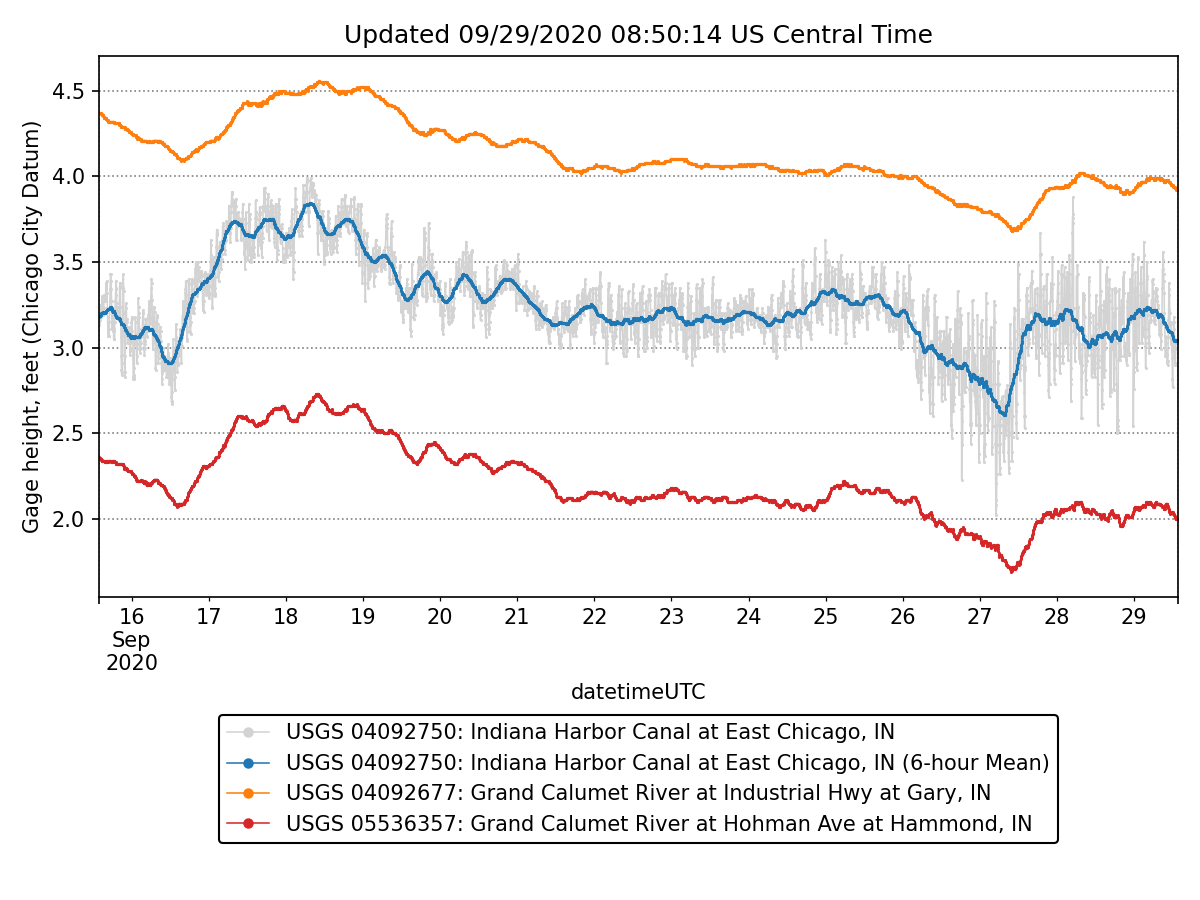 Updated 09/29/2020 08:50:14 US Central Time
Gage height, feet (Chicago City Datum)
4.5
4.0
3.5
3.0
2.5
2.0
16 17 18 19 20 21 22 23 24 25 26 27 28 29
Sep
2020
datetimeUTC
USGS 04092750: Indiana Harbor Canal at East Chicago, IN
USGS 04092750: Indiana Harbor Canal at East Chicago, IN (6-hour Mean)
USGS 04092677: Grand Calumet River at Industrial Hwy at Gary, IN
USGS 05536357: Grand Calumet River at Hohman Ave at Hammond, IN